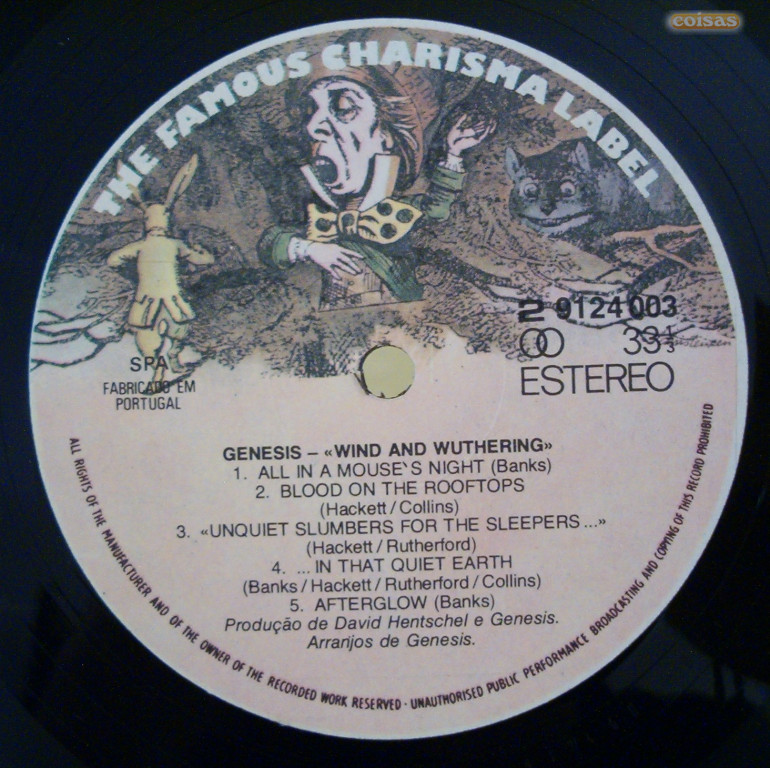 coisas
THE FAMOUS CHARISMA LABEL
2 9124 003
33 1/3
ESTEREO
SPA
FABRICADO EM
PORTUGAL
GENESIS – «WIND AND WUTHERING»
1. ALL IN A MOUSE`S NIGHT (Banks)
2. BLOOD ON THE ROOFTOPS
(Hackett/Collins)
3. «UNQUIET SLUMBERS FOR THE SLEEPERS ...»
(Hackett/Rutherford)
4. ... IN THAT QUIET EARTH
(Banks/Hackett/Rutherford/Collins)
5. AFTERGLOW (Banks)
Produção de David Hentschel e Genesis.
Arranjos de Genesis.
ALL RIGHTS OF THE MANUFACTURER AND OF THE OWNER OF THE RECORDED WORK RESERVED · UNAUTHORISED PUBLIC PERFORMANCE BROADCASTING AND COPYING OF THIS RECORD PROHIBITED